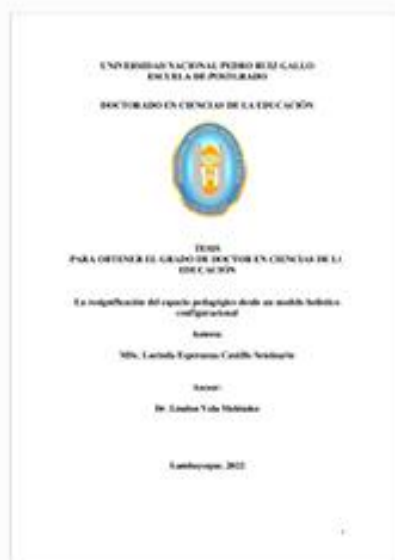 UNIVERSIDAD NACIONAL PEDRO RUIZ GALLO
ESCUELA DE POSTGRADO
DOCTORADO EN CIENCIAS DE LA EDUCACIÓN
TESIS
PARA OBTENER EL GRADO DE DOCTOR EN CIENCIAS DE LA
EDUCACIÓN
La resignificación del espacio pedagógico desde un modelo holístico
configuracional
Autora:
MSc. Lucinda Esperanza Castillo Seminario
Asesor:
Dr. Vela Meléndez
Lambayeque, 2022